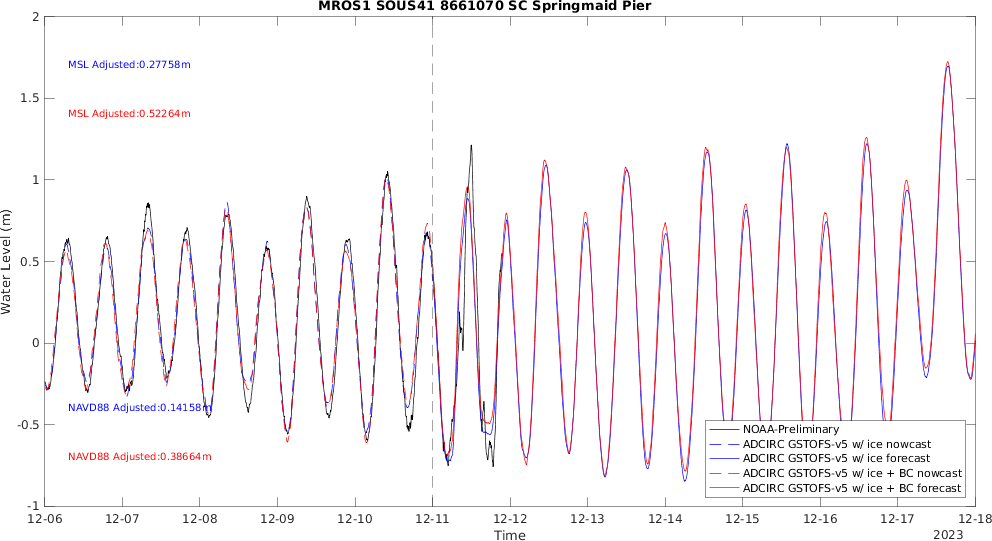 MROS1 SOUS41 8661070 SC Springmaid Pier
2
1.5
1
0.5
0
-0.5
-1
Water Level (m)
MSL Adjusted:0.27758m
MSL Adjusted:0.52264m
NAVD88 Adjusted:0.14158m
NAVD88 Adjusted:0.38664m
NOAA-Preliminary
ADCIRC GSTOFS-v5 w/ ice nowcast
ADCIRC GSTOFS-v5 w/ ice forecast
ADCIRC GSTOFS-v5 w/ ice + BC nowcast
ADCIRC GSTOFS-v5 w/ ice + BC forecast
12-06 12-07 12-08 12-09 12-10 12-11 12-12 12-13 12-14 12-15 12-16 12-17 12-18
Time
2023